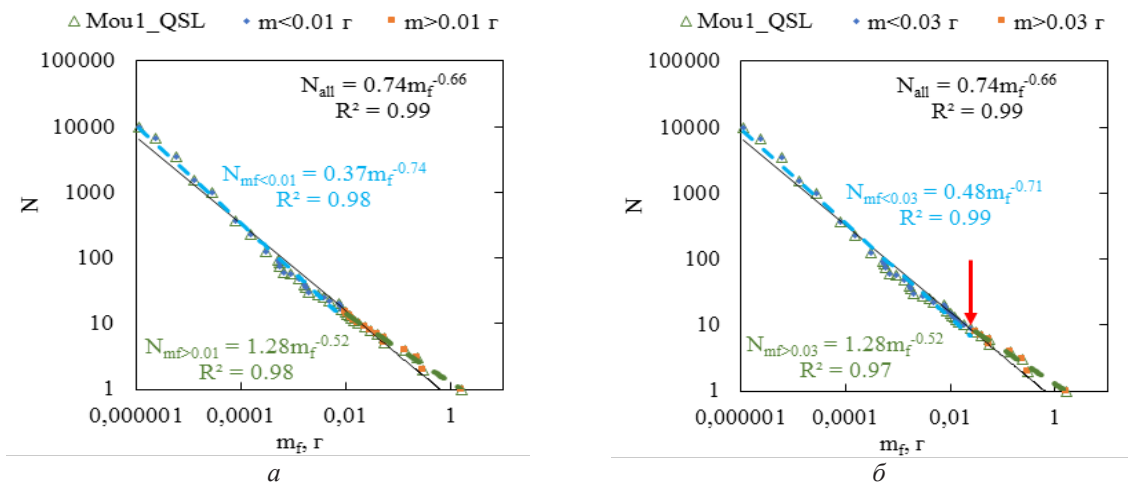 Mou1_QSL m<0.01 г m>0.01 г
100000
10000
1000
100
10
1
N
N_all = 0.74m_f^-0.66
R² = 0.99
N_mf<0.01 = 0.37m_f^-0.74
R² = 0.98
N_mf>0.01 = 1.28m_f^-0.52
R² = 0.98
0,000001 0,0001 0,01 1
m_f, г
а
Mou1_QSL m<0.03 г m>0.03 г
100000
10000
1000
100
10
1
N
N_all = 0.74m_f^-0.66
R² = 0.99
N_mf<0.03 = 0.48m_f^-0.71
R² = 0.99
N_mf>0.03 = 1.28m_f^-0.52
R² = 0.97
0,000001 0,0001 0,01 1
m_f, г
б